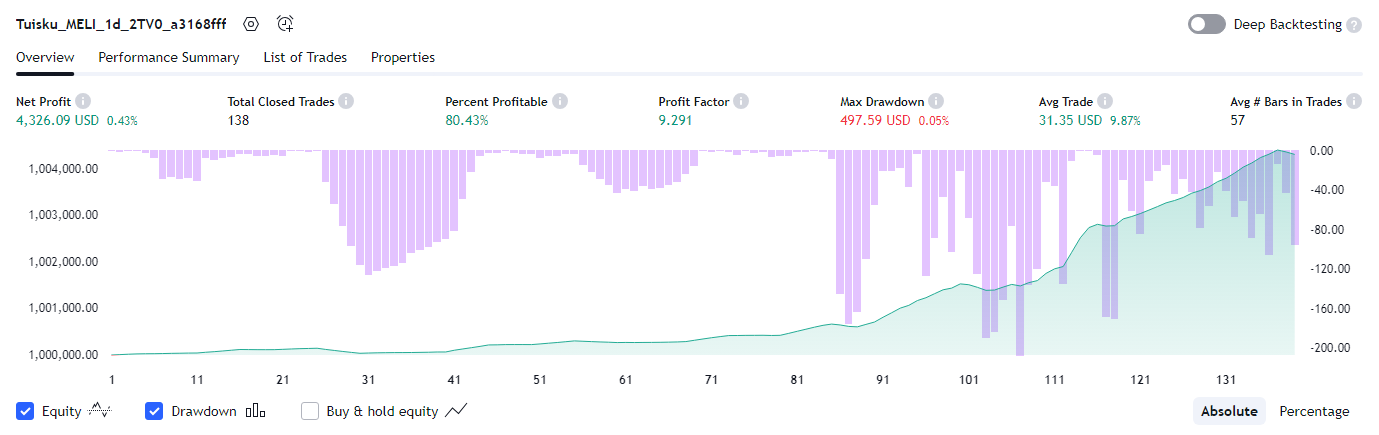 Tuisku_MELI_1d_2TV0_a3168fff
Deep Backtesting ?
Overview Performance Summary List of Trades Properties
Net Profit i Total Closed Trades i Percent Profitable i Profit Factor i Max Drawdown i Avg Trade i Avg # Bars in Trades i
4,326.09 USD 0.43% 138 80.43% 9.291 497.59 USD 0.05% 31.35 USD 9.87% 57
0.00
1,004,000.00
-40.00
1,003,000.00
-80.00
1,002,000.00
-120.00
1,001,000.00
-160.00
1,000,000.00
-200.00
1 11 21 31 41 51 61 71 81 91 101 111 121 131
Equity Drawdown Buy & hold equity Absolute Percentage